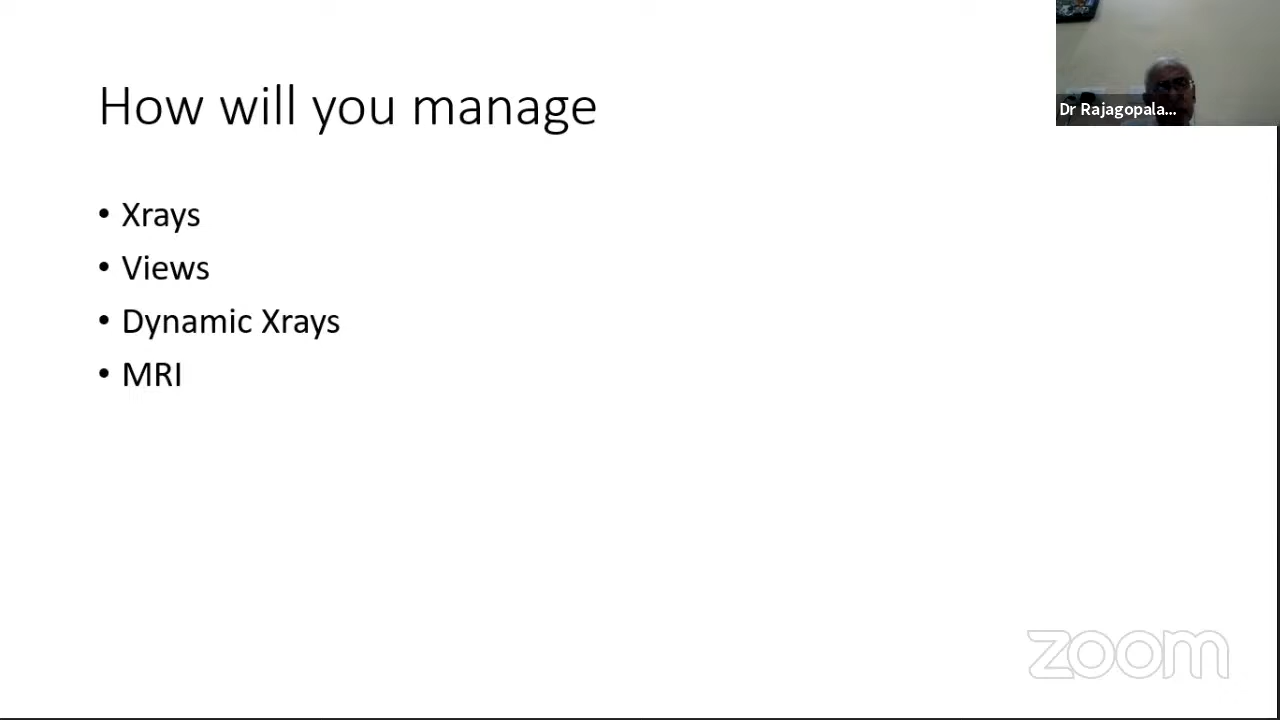 How will you manage
Dr Rajagopala...
• Xrays
• Views
• Dynamic Xrays
• MRI
zoom